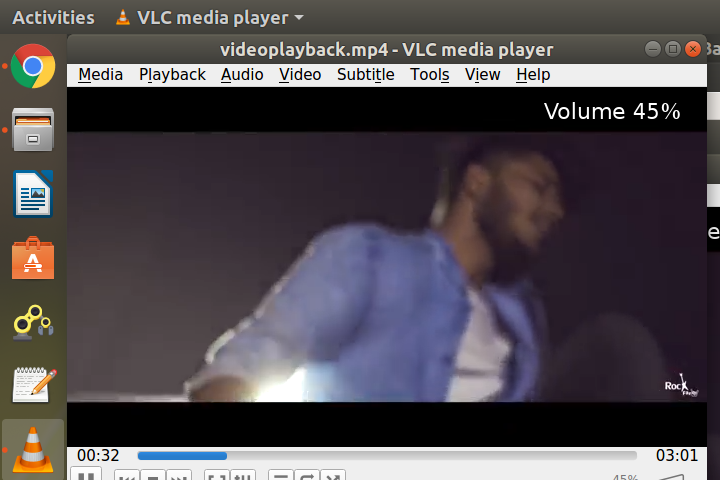 Activities VLC media player
videoplayback.mp4 - VLC media player
Media Playback Audio Video Subtitle Tools View Help
Volume 45%
Rock
00:32 03:01
45%